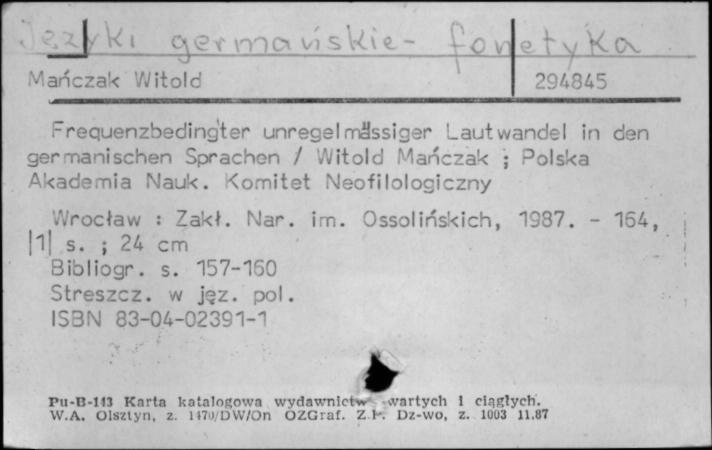 Języki germańskie - fonetyka
Mańczak Witold 294845
Frequenzbedingter unregelmässiger Lautwandel in den
germanischen Sprachen / Witold Mańczak ; Polska
Akademia Nauk. Komitet Neofilologiczny
Wrocław : Zakł. Nar. im. Ossolińskich, 1987. - 164,
|1| s. ; 24 cm
Bibliogr. s. 157-160
Streszcz. w jęz. pol.
ISBN 83-04-02391-1
Pu-B-143 Karta katalogowa wydawnictw wartych i ciągłych.
W.A. Olsztyn, z. 1470/DW/On OZGraf. Z.P. Dz-wo, z. 1003 11.87